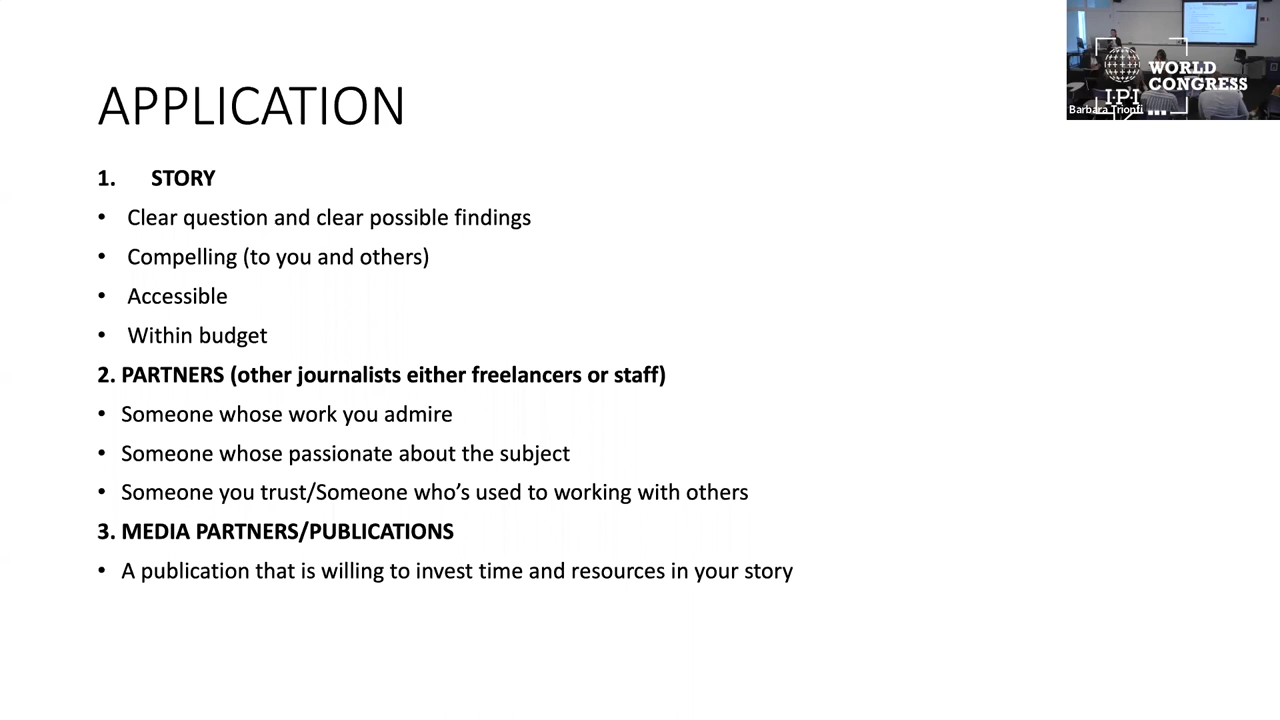 APPLICATION
1. STORY
• Clear question and clear possible findings
• Compelling (to you and others)
• Accessible
• Within budget
2. PARTNERS (other journalists either freelancers or staff)
• Someone whose work you admire
• Someone whose passionate about the subject
• Someone you trust/Someone who’s used to working with others
3. MEDIA PARTNERS/PUBLICATIONS
• A publication that is willing to invest time and resources in your story
WORLD
CONGRESS
I·P·I
Barbara Trionfi